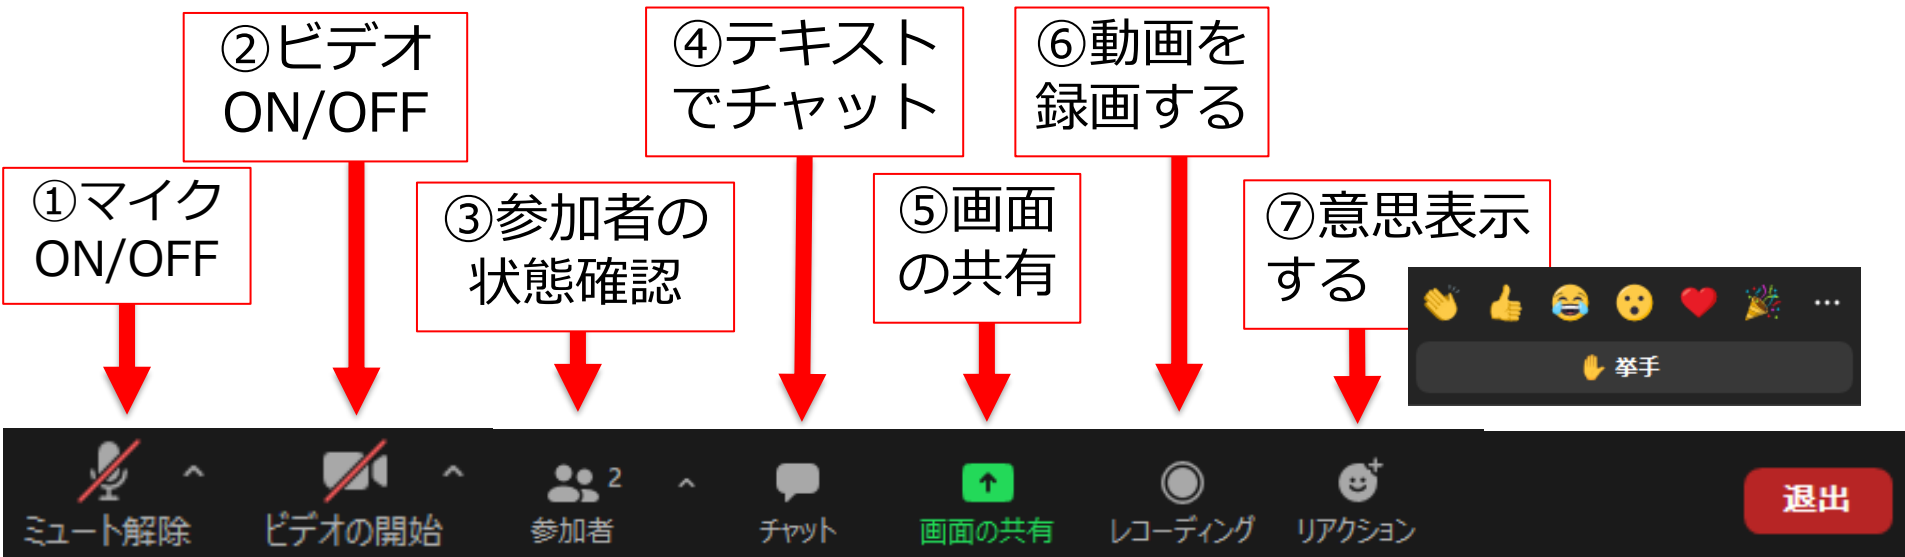 ①マイク
ON/OFF
②ビデオ
ON/OFF
③参加者の
状態確認
④テキスト
でチャット
⑤画面
の共有
⑥動画を
録画する
⑦意思表示
する
挙手
ミュート解除
ビデオの開始
2
参加者
チャット
画面の共有
レコーディング
リアクション
退出